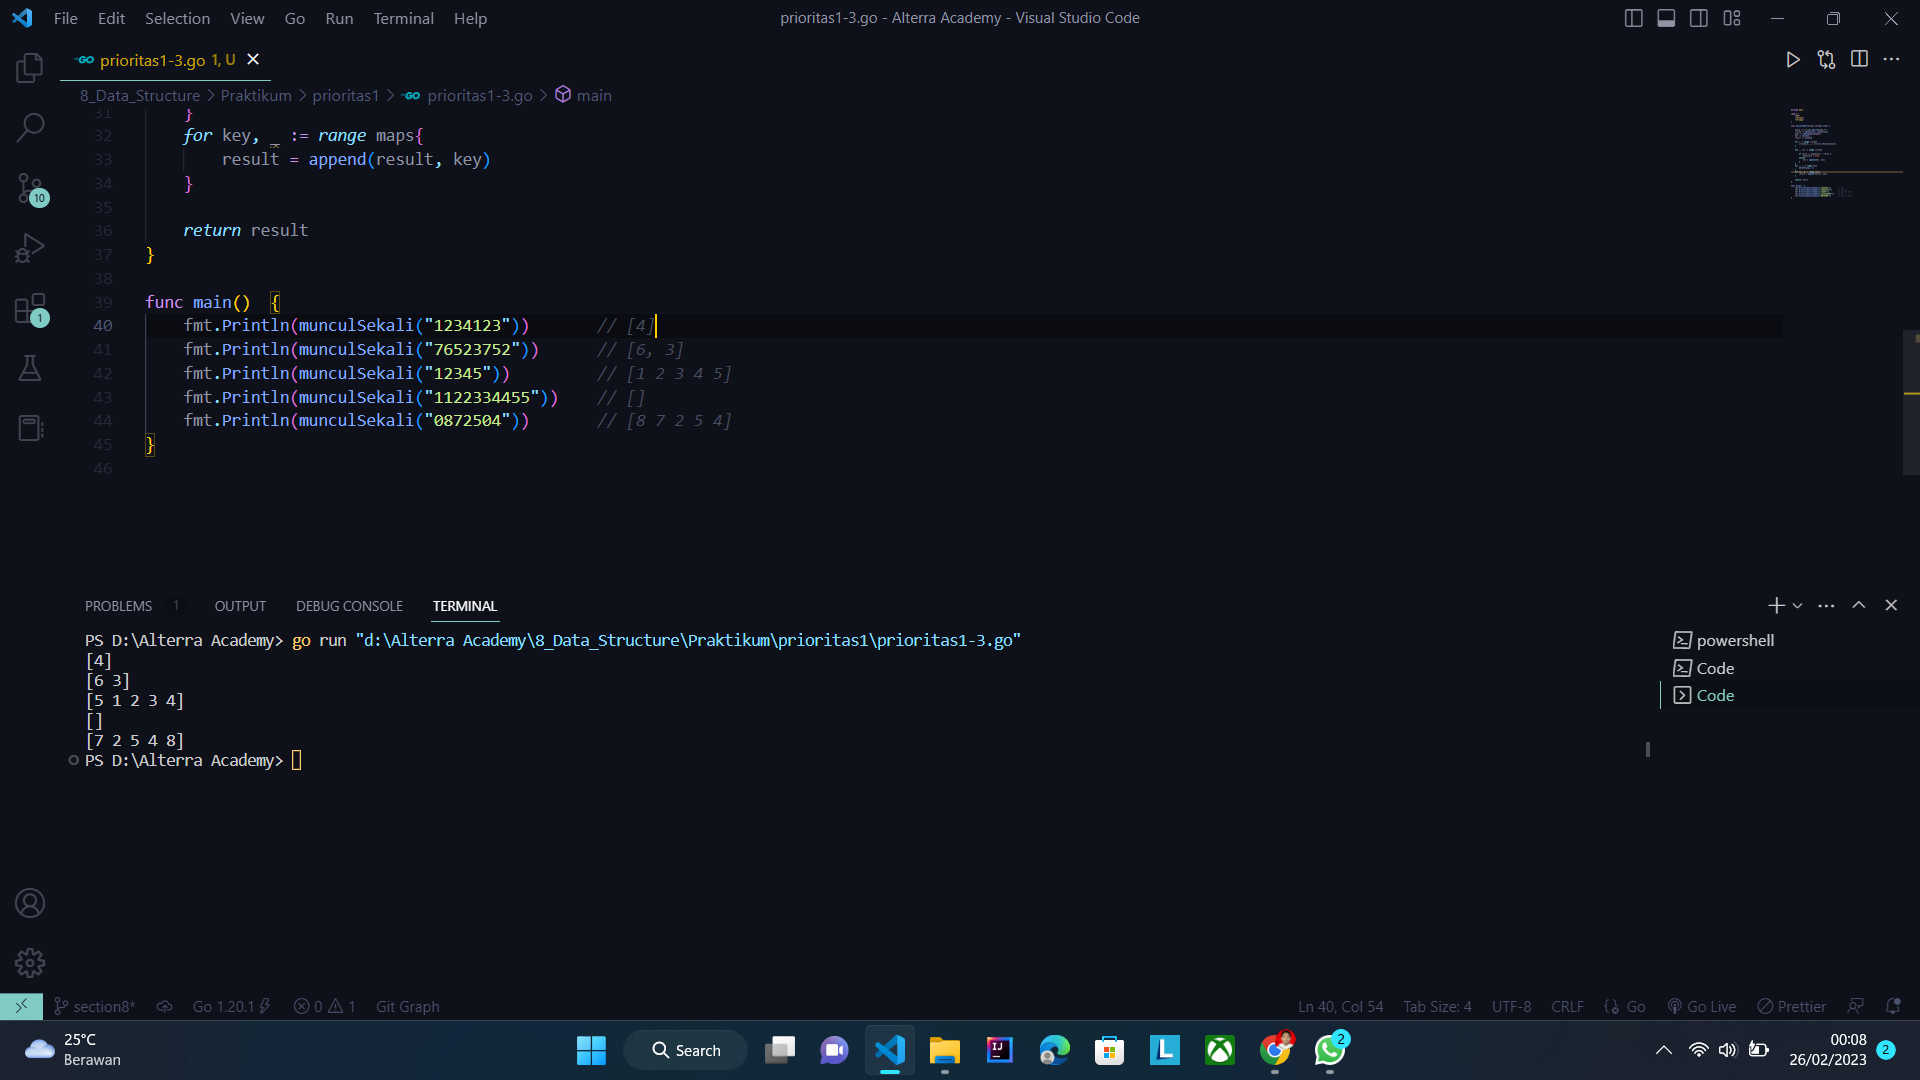 File Edit Selection View Go Run Terminal Help
prioritas1-3.go - Alterra Academy - Visual Studio Code
prioritas1-3.go 1, U
8_Data_Structure > Praktikum > prioritas1 > prioritas1-3.go > main
31 }
32 for key, _ := range maps{
33 result = append(result, key)
34 }
35
36 return result
37 }
38
39 func main()  {
40 fmt.Println(munculSekali("1234123")) // [4]
41 fmt.Println(munculSekali("76523752")) // [6, 3]
42 fmt.Println(munculSekali("12345")) // [1 2 3 4 5]
43 fmt.Println(munculSekali("1122334455")) // []
44 fmt.Println(munculSekali("0872504")) // [8 7 2 5 4]
45 }
46
10
1
PROBLEMS 1 OUTPUT DEBUG CONSOLE TERMINAL
PS D:\Alterra Academy> go run "d:\Alterra Academy\8_Data_Structure\Praktikum\prioritas1\prioritas1-3.go"
[4]
[6 3]
[5 1 2 3 4]
[]
[7 2 5 4 8]
PS D:\Alterra Academy>
powershell
Code
Code
section8* Go 1.20.1 0 1 Git Graph
Ln 40, Col 54 Tab Size: 4 UTF-8 CRLF Go Go Live Prettier
25°C
Berawan
Search
2
00:08
26/02/2023
2